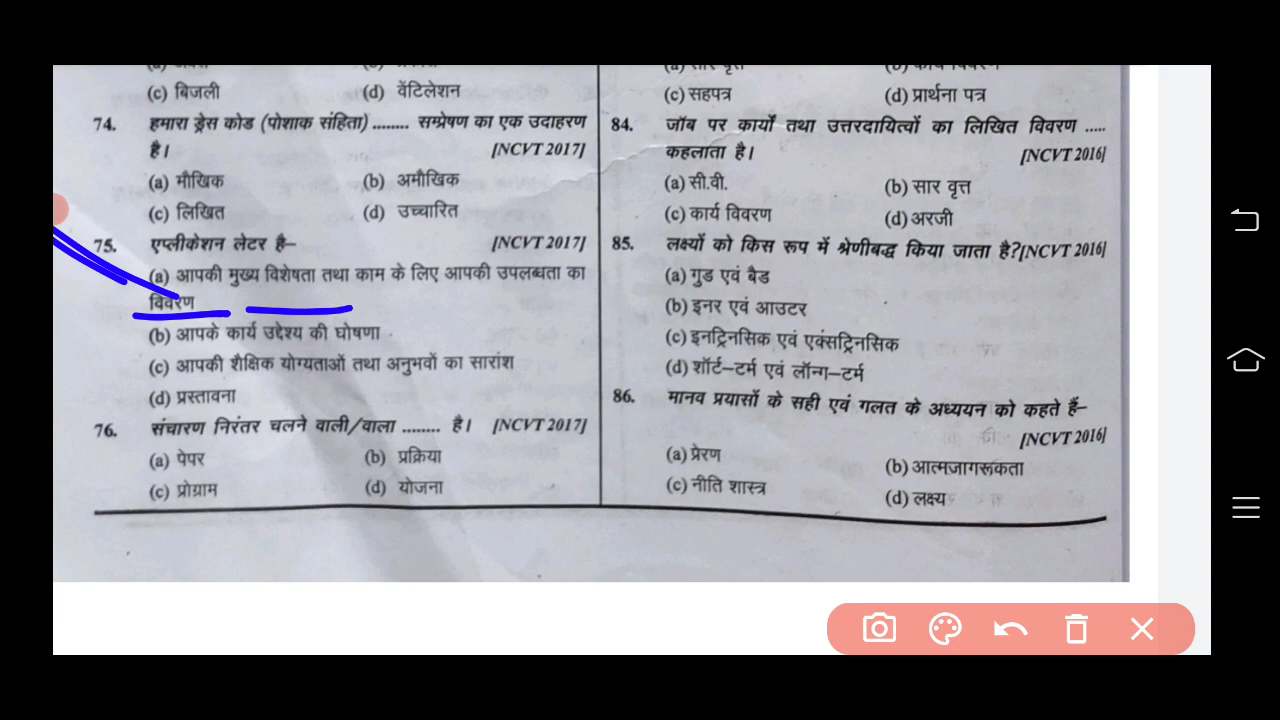 (c) बिजली
(d) वेंटिलेशन
74. हमारा ड्रेस कोड (पोशाक संहिता) ........ सम्प्रेषण का एक उदाहरण
है। [NCVT 2017]
(a) मौखिक
(b) अमौखिक
(c) लिखित
(d) उच्चारित
75. एप्लीकेशन लेटर है– [NCVT 2017]
(a) आपकी मुख्य विशेषता तथा काम के लिए आपकी उपलब्धता का
विवरण
(b) आपके कार्य उद्देश्य की घोषणा
(c) आपकी शैक्षिक योग्यताओं तथा अनुभवों का सारांश
(d) प्रस्तावना
76. संचारण निरंतर चलने वाली/वाला ........ है। [NCVT 2017]
(a) पेपर
(b) प्रक्रिया
(c) प्रोग्राम
(d) योजना
(c) सहपत्र
(d) प्रार्थना पत्र
84. जॉब पर कार्यों तथा उत्तरदायित्वों का लिखित विवरण .....
कहलाता है। [NCVT 2016]
(a) सी.वी.
(b) सार वृत्त
(c) कार्य विवरण
(d) अरजी
85. लक्ष्यों को किस रूप में श्रेणीबद्ध किया जाता है? [NCVT 2016]
(a) गुड एवं बैड
(b) इनर एवं आउटर
(c) इनट्रिनसिक एवं एक्सट्रिनसिक
(d) शॉर्ट–टर्म एवं लॉन्ग–टर्म
86. मानव प्रयासों के सही एवं गलत के अध्ययन को कहते हैं–
[NCVT 2016]
(a) प्रेरण
(b) आत्मजागरूकता
(c) नीति शास्त्र
(d) लक्ष्य